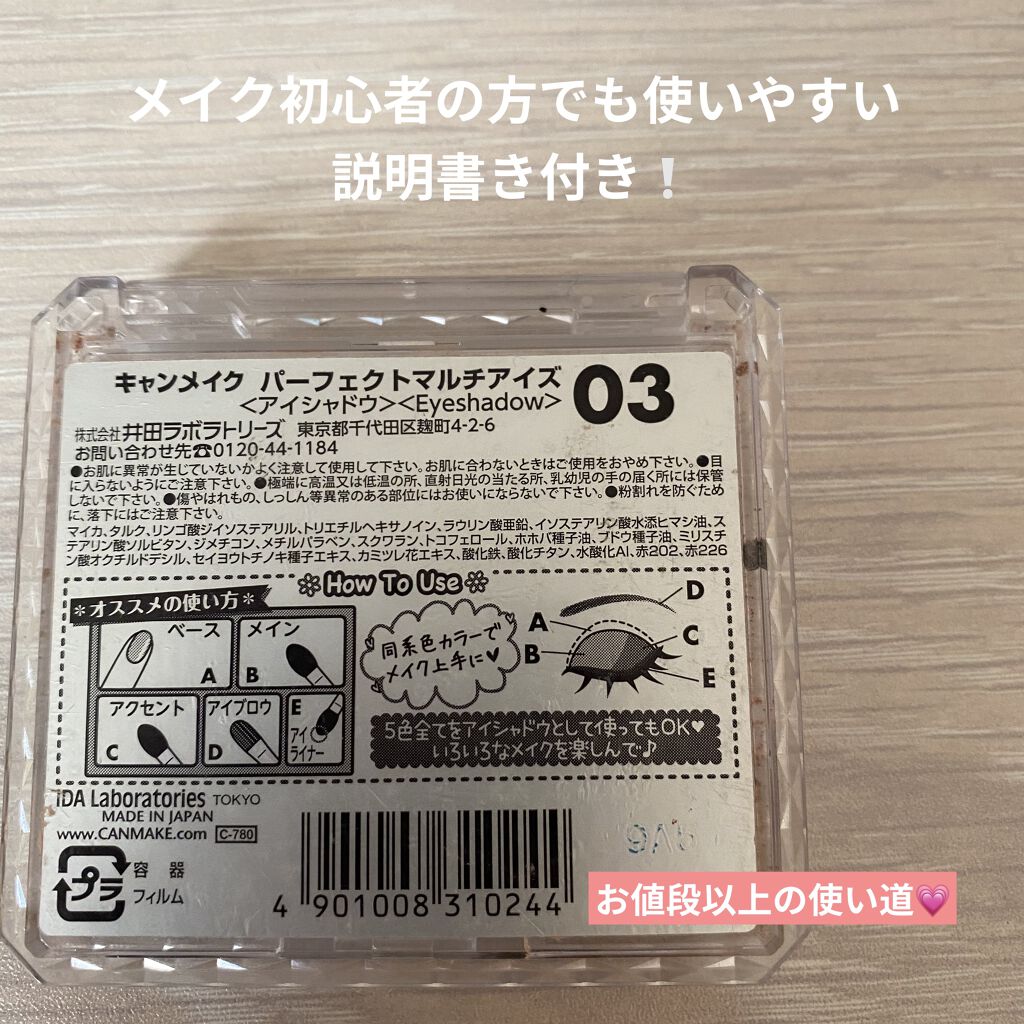 メイク初心者の方でも使いやすい
説明書き付き❕
キャンメイク パーフェクトマルチアイズ
<アイシャドウ><Eyeshadow>
03
株式会社 井田ラボラトリーズ 東京都千代田区麹町4-2-6
お問い合わせ先☎0120-44-1184
●お肌に異常が生じていないかよく注意して使用して下さい。お肌に合わないときはご使用をおやめ下さい。●目
に入らないようにご注意下さい。●極端に高温又は低温の所、直射日光の当たる所、乳幼児の手の届く所には保管
しないで下さい。●傷やはれもの、しっしん等異常のある部位にはお使いにならないで下さい。●粉割れを防ぐため
に、落下にはご注意下さい。
マイカ、タルク、リンゴ酸ジイソステアリル、トリエチルヘキサノイン、ラウリン酸亜鉛、イソステアリン酸水添ヒマシ油、ス
テアリン酸ソルビタン、ジメチコン、メチルパラベン、スクワラン、トコフェロール、ホホバ種子油、ブドウ種子油、ミリスチ
ン酸オクチルドデシル、セイヨウトチノキ種子エキス、カミツレ花エキス、酸化鉄、酸化チタン、水酸化Al、赤202、赤226
How To Use
*オススメの使い方*
ベース
A
メイン
B
アクセント
C
アイブロウ
D
E
アイ
ライナー
同系色カラーで
メイク上手に♥
A
B
D
C
E
5色全てをアイシャドウとして使ってもOK♥
いろいろなメイクを楽しんで♪
IDA Laboratories TOKYO
MADE IN JAPAN
www.CANMAKE.com C-780
プラ
容器
フィルム
4 901008 310244
お値段以上の使い道💗